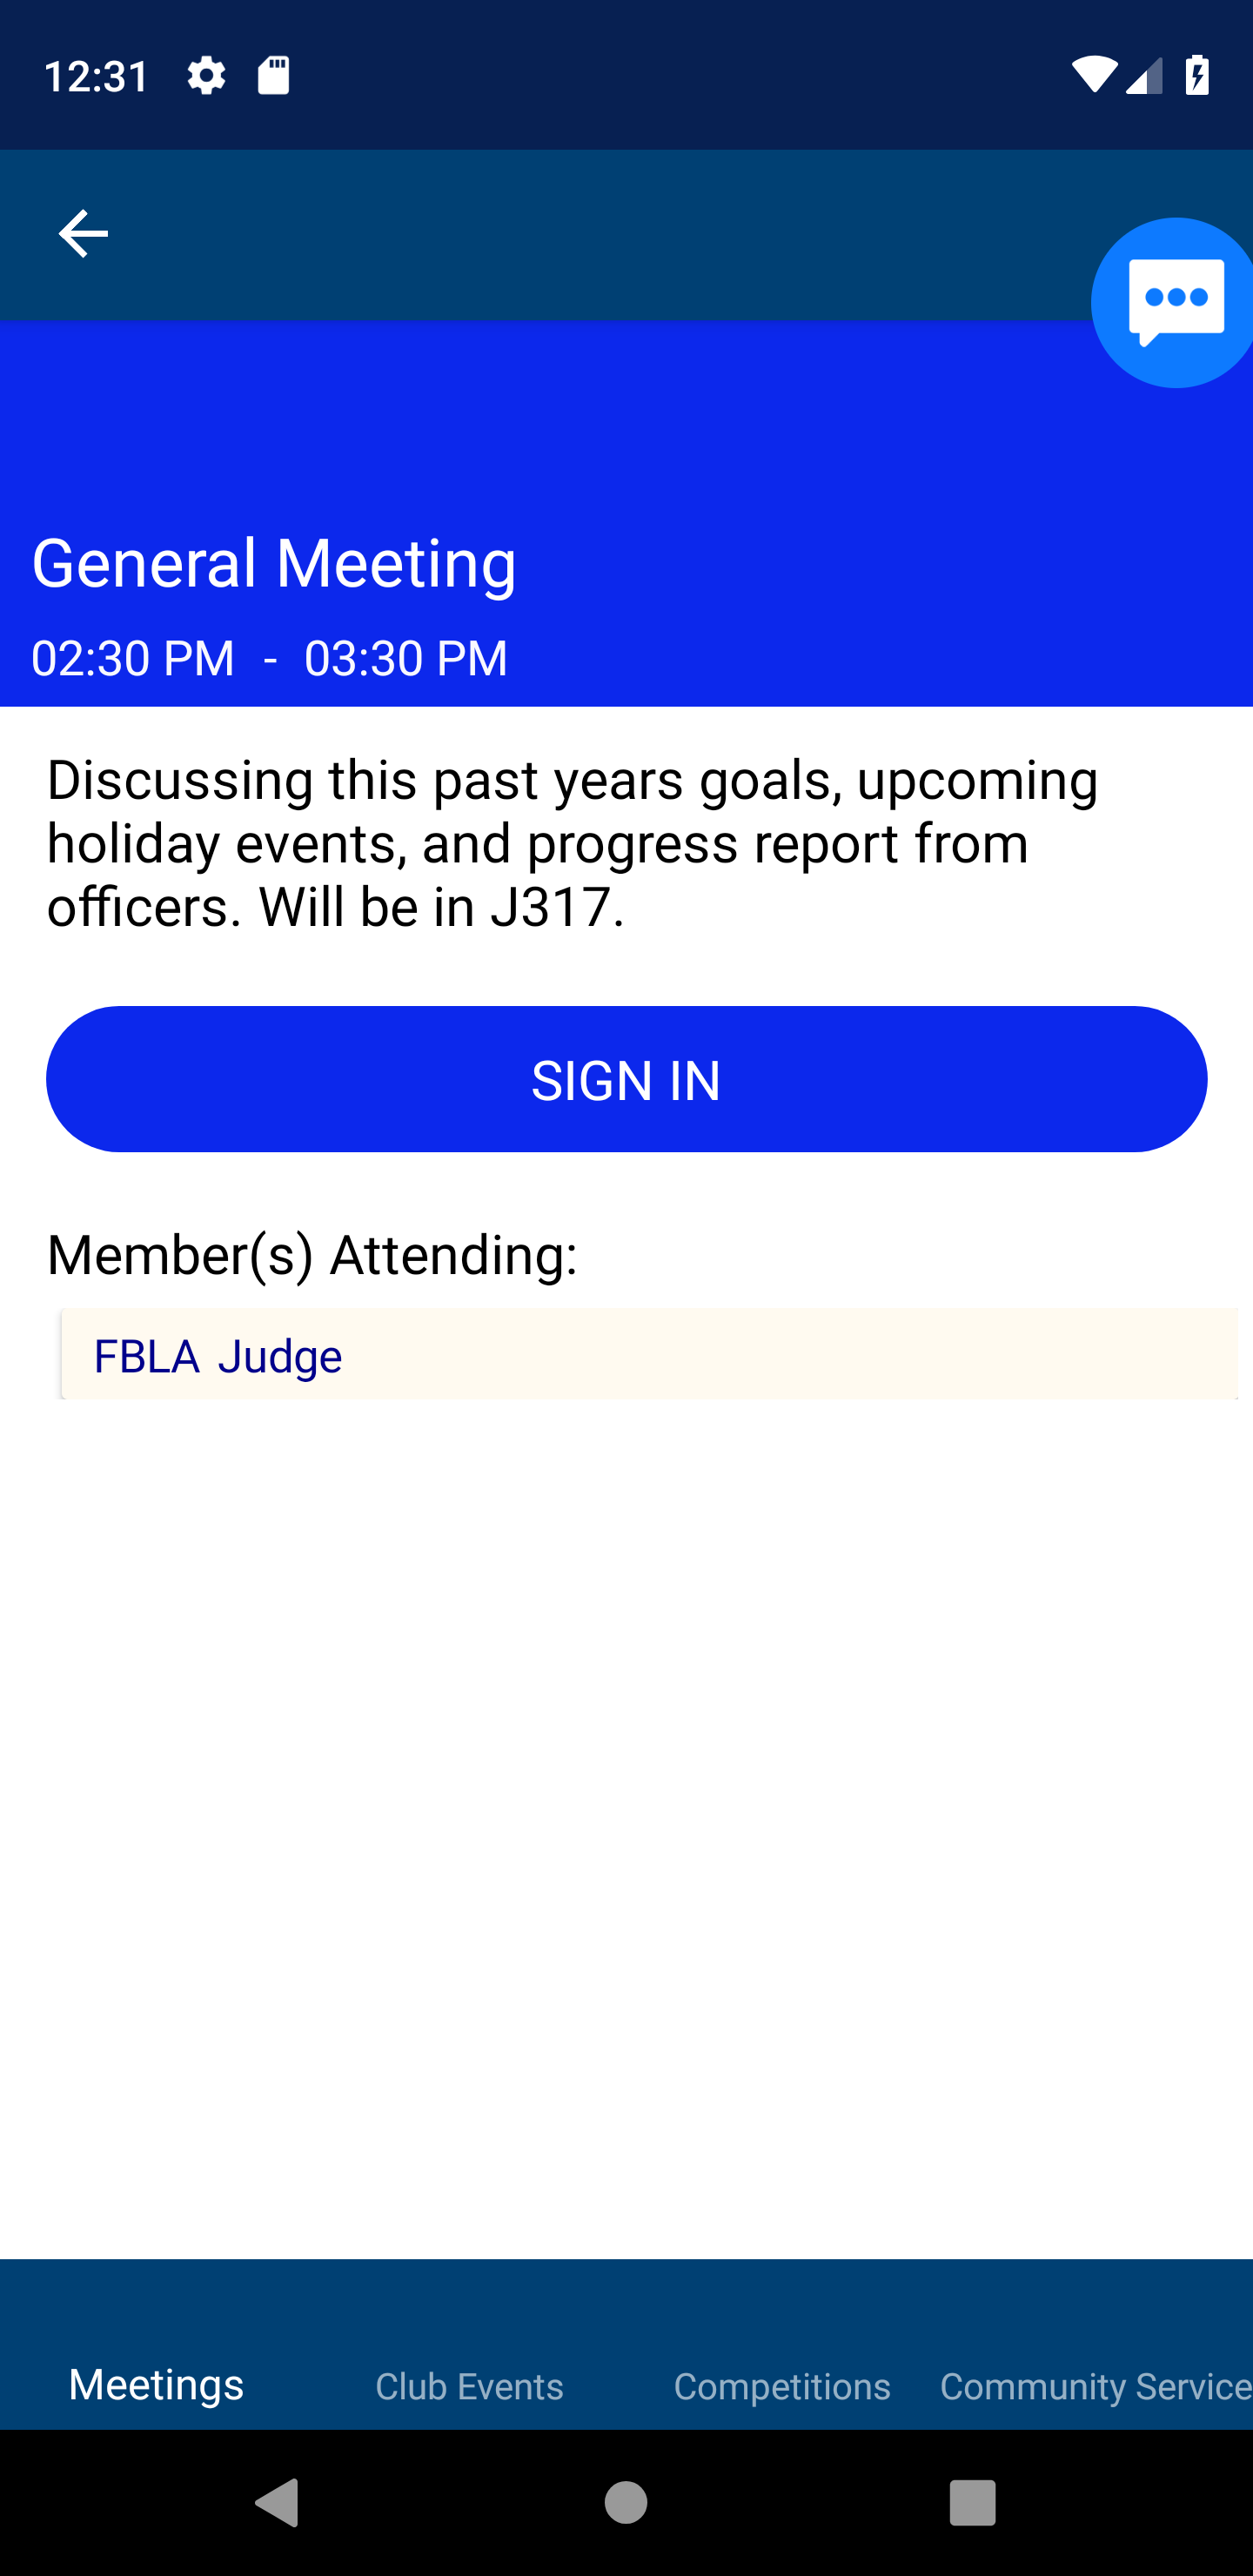 12:31
General Meeting
02:30 PM - 03:30 PM
Discussing this past years goals, upcoming
holiday events, and progress report from
officers. Will be in J317.
SIGN IN
Member(s) Attending:
FBLA Judge
Meetings Club Events Competitions Community Service